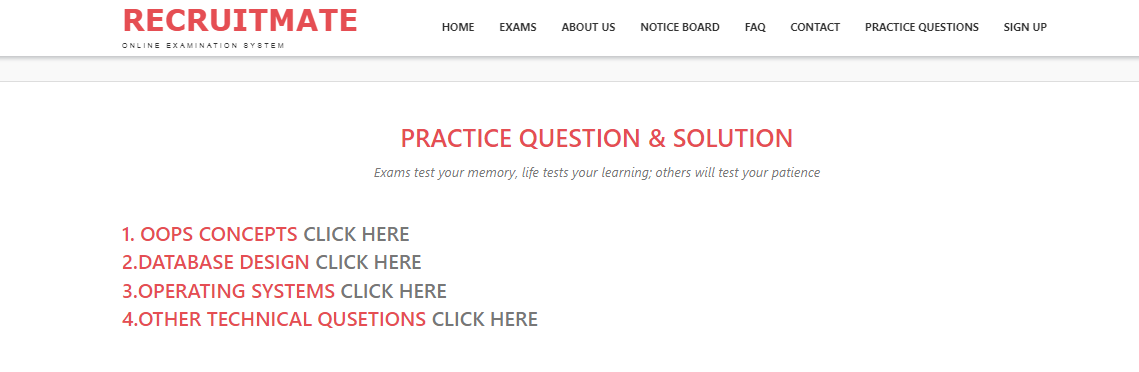 RECRUITMATE
ONLINE EXAMINATION SYSTEM
HOME EXAMS ABOUT US NOTICE BOARD FAQ CONTACT PRACTICE QUESTIONS SIGN UP
PRACTICE QUESTION & SOLUTION
Exams test your memory, life tests your learning; others will test your patience
1. OOPS CONCEPTS CLICK HERE
2.DATABASE DESIGN CLICK HERE
3.OPERATING SYSTEMS CLICK HERE
4.OTHER TECHNICAL QUSETIONS CLICK HERE